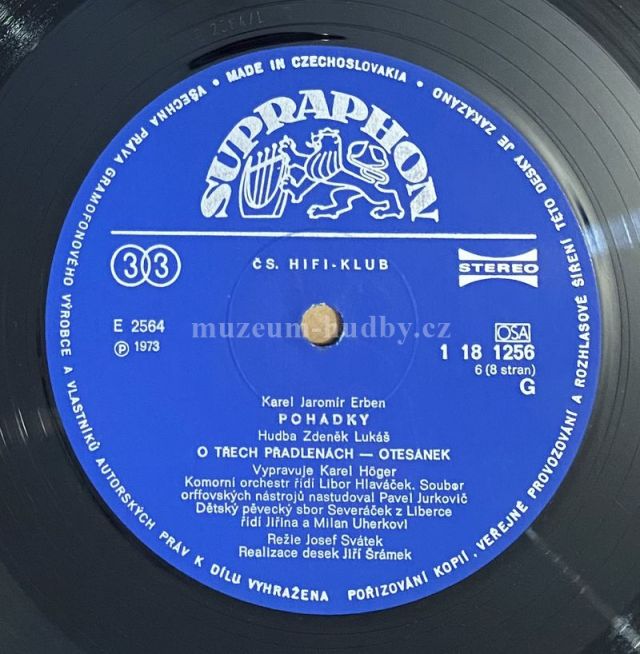 MADE IN CZECHOSLOVAKIA
SUPRAPHON
33
ČS. HIFI-KLUB
STEREO
E 2564
℗ 1973
muzeum-hudby.cz
OSA
1 18 1256
6 (8 stran)
G
Karel Jaromír Erben
POHÁDKY
Hudba Zdeněk Lukáš
O TŘECH PŘADLENÁCH — OTESÁNEK
Vypravuje Karel Höger
Komorní orchestr řídí Libor Hlaváček. Soubor
orffovských nástrojů nastudoval Pavel Jurkovič
Dětský pěvecký sbor Severáček z Liberce
řídí Jiřina a Milan Uherkovi
Režie Josef Svátek
Realizace desek Jiří Šrámek
VŠECHNA PRÁVA GRAMOFONOVÉHO VÝROBCE A VLASTNÍKŮ AUTORSKÝCH PRÁV K DÍLU VYHRAŽENA
POŘIZOVÁNÍ KOPIÍ, VEŘEJNÉ PROVOZOVÁNÍ A ROZHLASOVÉ ŠÍŘENÍ TÉTO DESKY JE ZAKÁZÁNO